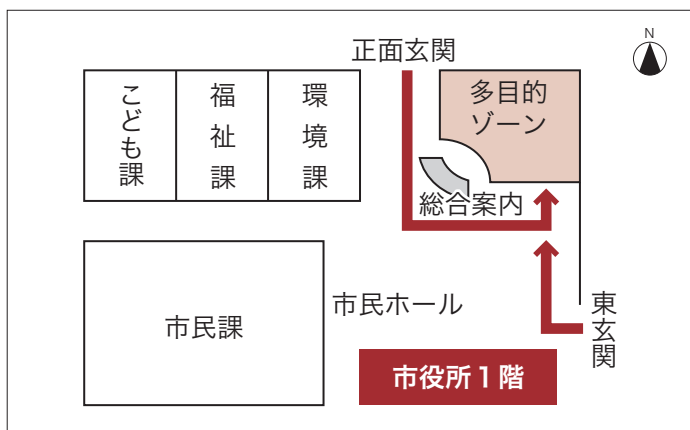 正面玄関
N
こども課
福祉課
環境課
多目的
ゾーン
総合案内
市民課
市民ホール
東玄関
市役所1階